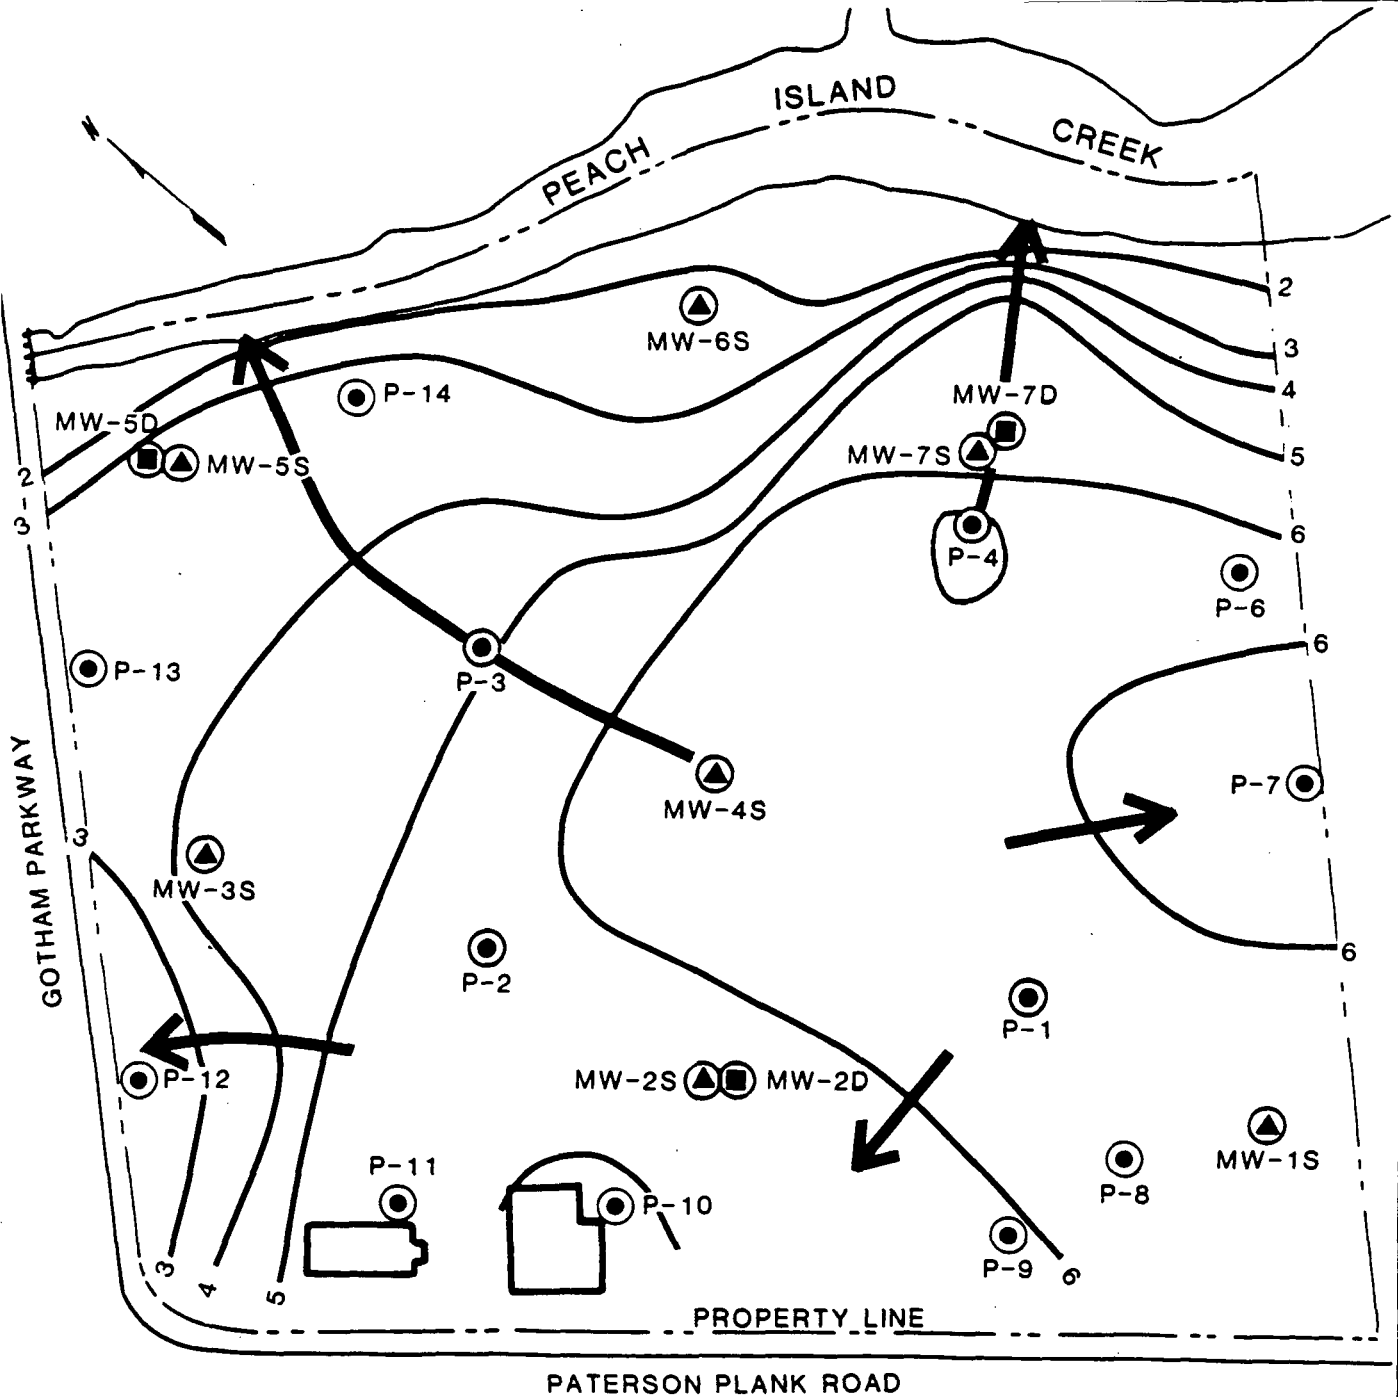 ISLAND
CREEK
PEACH
N
2
MW-6S
3
MW-7D
4
P-14
MW-5D
MW-7S
5
MW-5S
2
3
6
P-4
P-6
6
P-13
P-3
P-7
MW-4S
3
MW-3S
GOTHAM PARKWAY
6
P-2
P-1
P-12
MW-2S
MW-2D
P-11
MW-1S
P-8
P-10
P-9
6
3
4
5
PROPERTY LINE
PATERSON PLANK ROAD